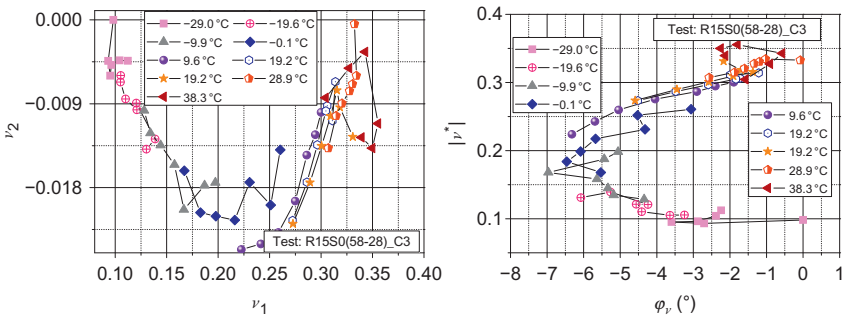 0.000
−0.009
−0.018
ν2
0.10 0.15 0.20 0.25 0.30 0.35 0.40
ν1
−29.0 °C
−19.6 °C
−9.9 °C
−0.1 °C
9.6 °C
19.2 °C
19.2 °C
28.9 °C
38.3 °C
Test: R15S0(58-28)_C3
0.4
0.3
0.2
0.1
|ν*|
−8 −7 −6 −5 −4 −3 −2 −1 0 1
φν (°)
Test: R15S0(58-28)_C3
−29.0 °C
−19.6 °C
−9.9 °C
−0.1 °C
9.6 °C
19.2 °C
19.2 °C
28.9 °C
38.3 °C